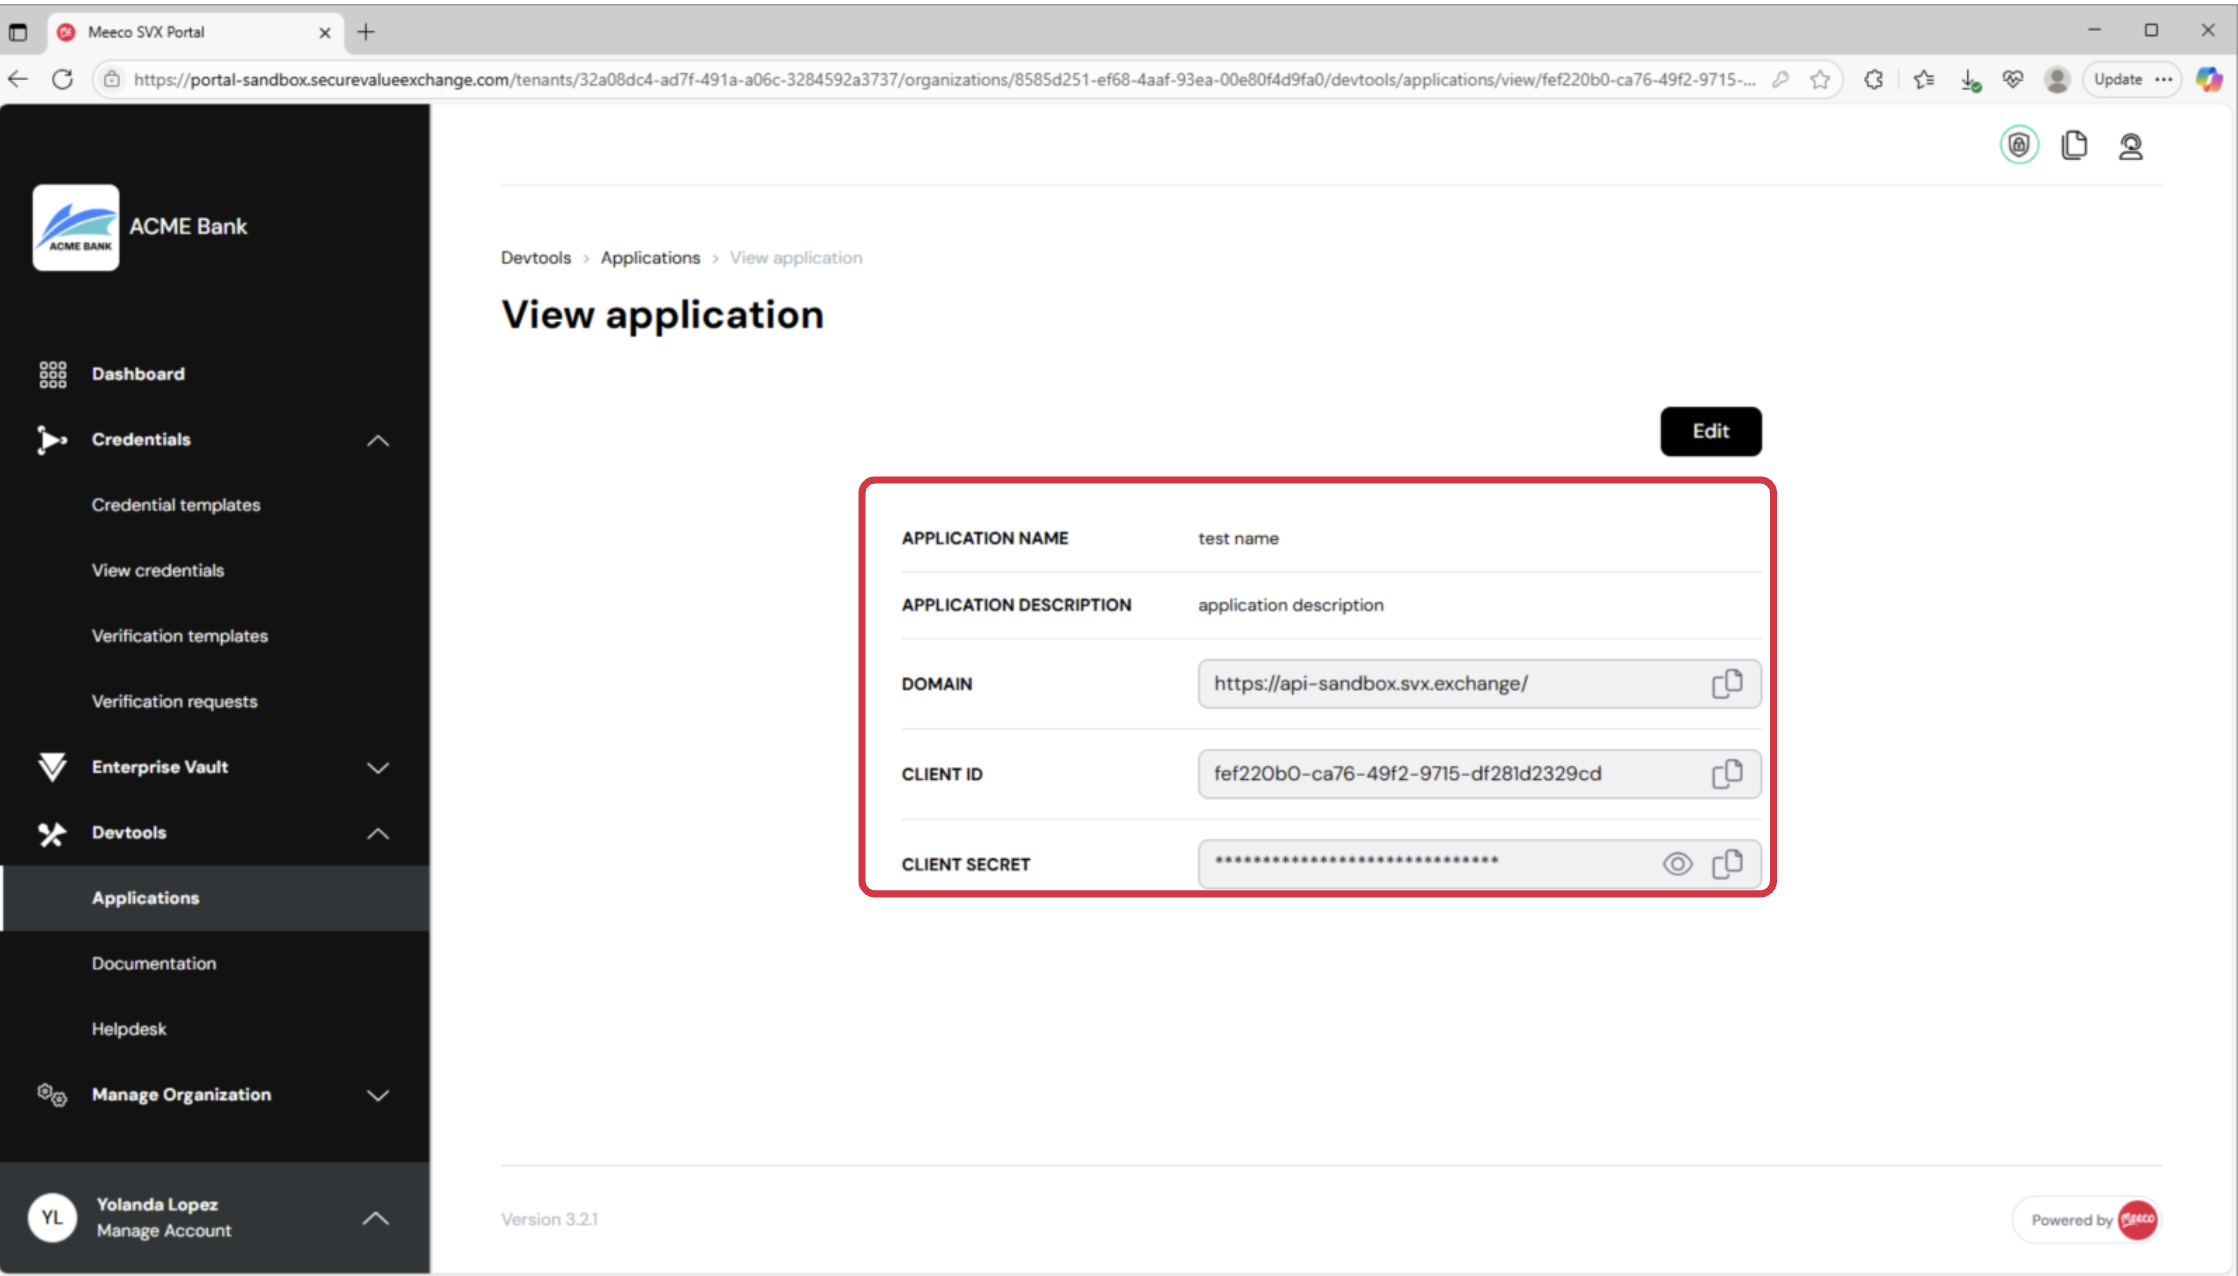 Meeco SVX Portal
https://portal-sandbox.securevalueexchange.com/tenants/32a08dc4-ad7f-491a-a06c-3284592a3737/organizations/8585d251-ef68-4aaf-93ea-00e80f4d9fa0/devtools/applications/view/fef220b0-ca76-49f2-9715-...
Update
ACME BANK
ACME Bank
Dashboard
Credentials
Credential templates
View credentials
Verification templates
Verification requests
Enterprise Vault
Devtools
Applications
Documentation
Helpdesk
Manage Organization
YL
Yolanda Lopez
Manage Account
Devtools > Applications > View application
View application
Edit
APPLICATION NAME test name
APPLICATION DESCRIPTION application description
DOMAIN https://api-sandbox.svx.exchange/
CLIENT ID fef220b0-ca76-49f2-9715-df281d2329cd
CLIENT SECRET ******************************
Version 3.2.1
Powered by Meeco